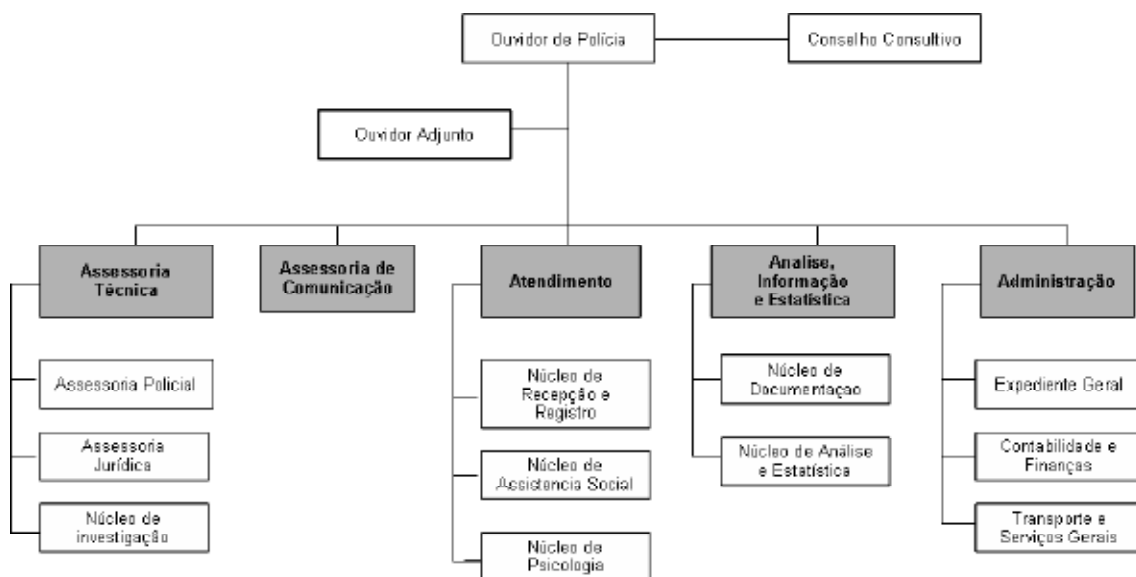 Ouvidor de Polícia
Conselho Consultivo
Ouvidor Adjunto
Assessoria
Técnica
Assessoria de
Comunicação
Atendimento
Analise,
Informação
e Estatística
Administração
Assessoria Policial
Assessoria
Jurídica
Núcleo de
investigação
Núcleo de
Recepção e
Registro
Núcleo de
Assistencia Social
Núcleo de
Psicologia
Núcleo de
Documentaçao
Núcleo de Análise
e Estatística
Expediente Geral
Contabilidade e
Finanças
Transporte e
Serviços Gerais